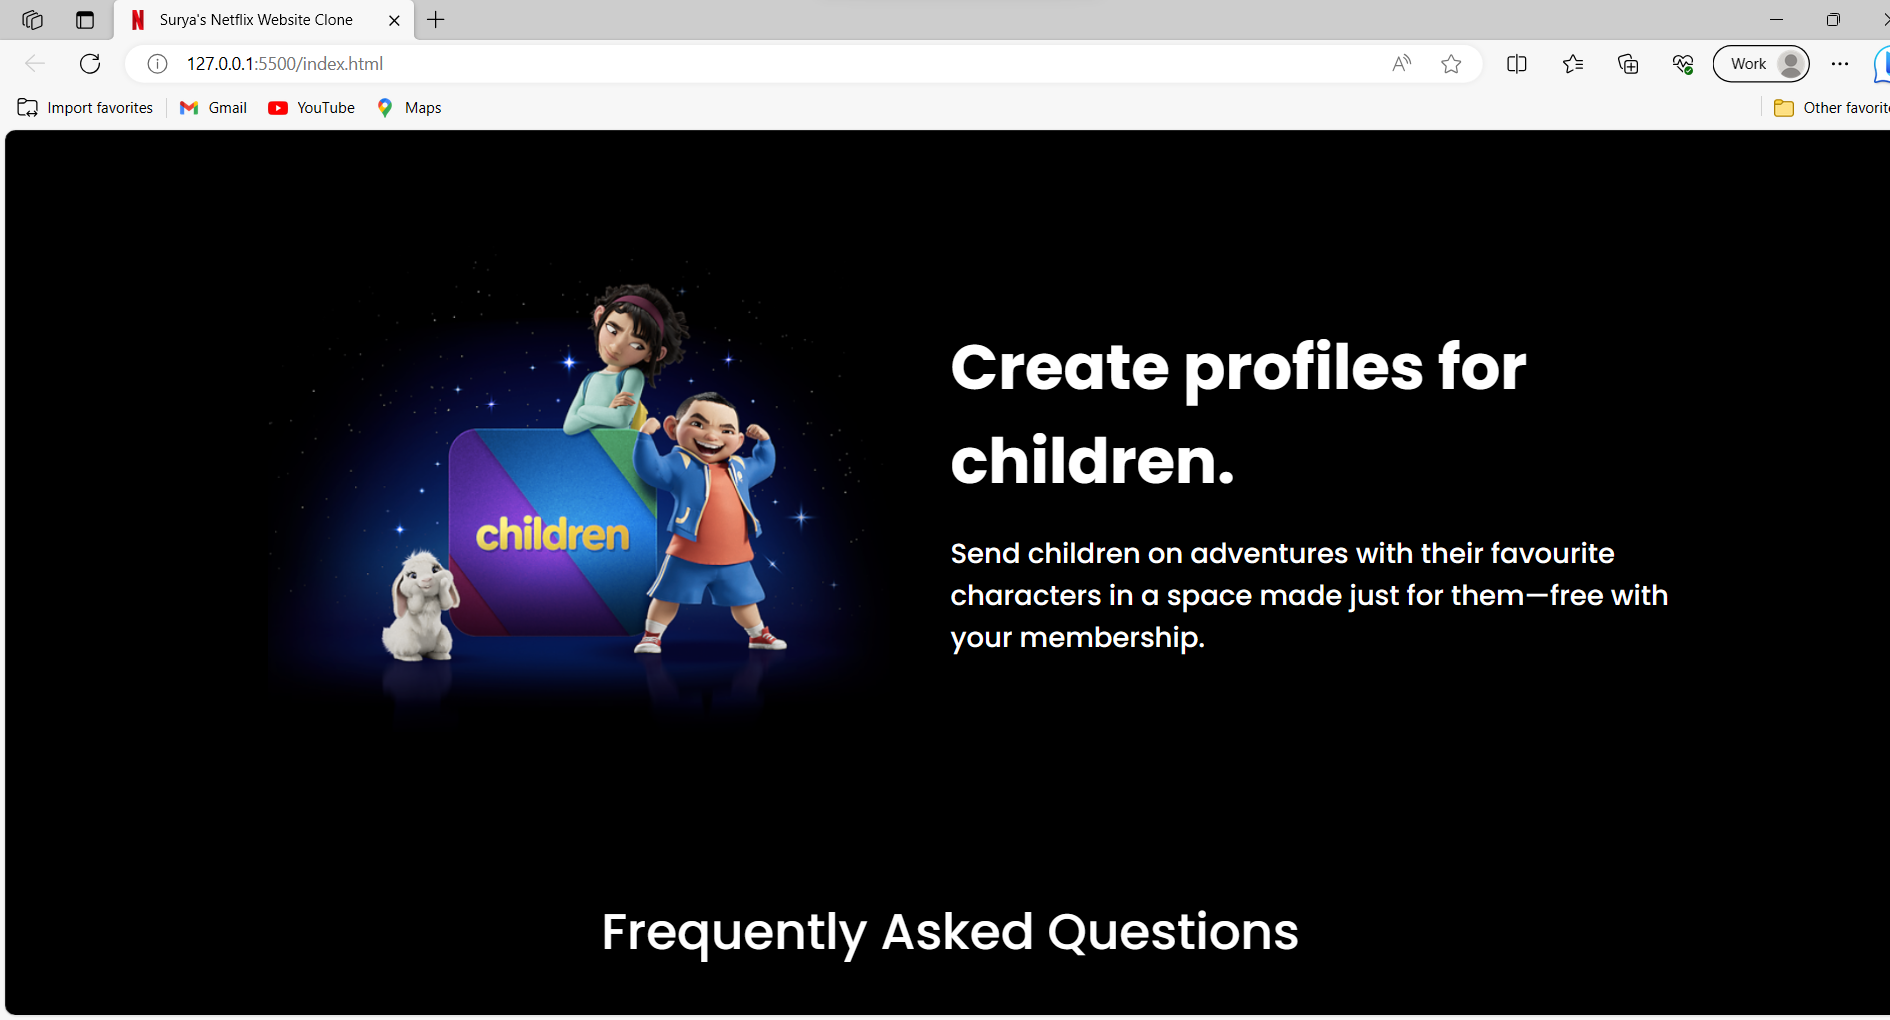 Surya's Netflix Website Clone
127.0.0.1:5500/index.html
Work
Import favorites
Gmail
YouTube
Maps
Other favorite
children
Create profiles for
children.
Send children on adventures with their favourite
characters in a space made just for them—free with
your membership.
Frequently Asked Questions